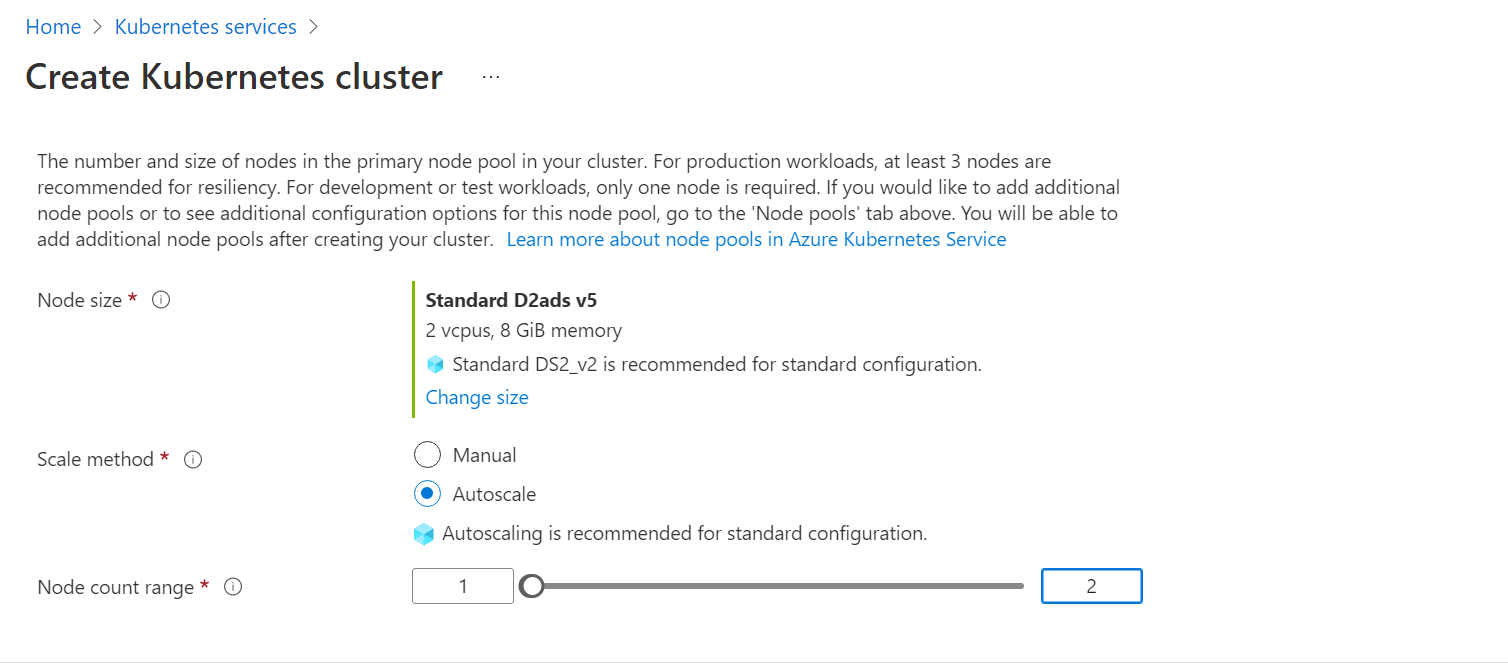 Home > Kubernetes services >
Create Kubernetes cluster ...
The number and size of nodes in the primary node pool in your cluster. For production workloads, at least 3 nodes are
recommended for resiliency. For development or test workloads, only one node is required. If you would like to add additional
node pools or to see additional configuration options for this node pool, go to the 'Node pools' tab above. You will be able to
add additional node pools after creating your cluster. Learn more about node pools in Azure Kubernetes Service
Node size *
Standard D2ads v5
2 vcpus, 8 GiB memory
Standard DS2_v2 is recommended for standard configuration.
Change size
Scale method *
Manual
Autoscale
Autoscaling is recommended for standard configuration.
Node count range * 1 2